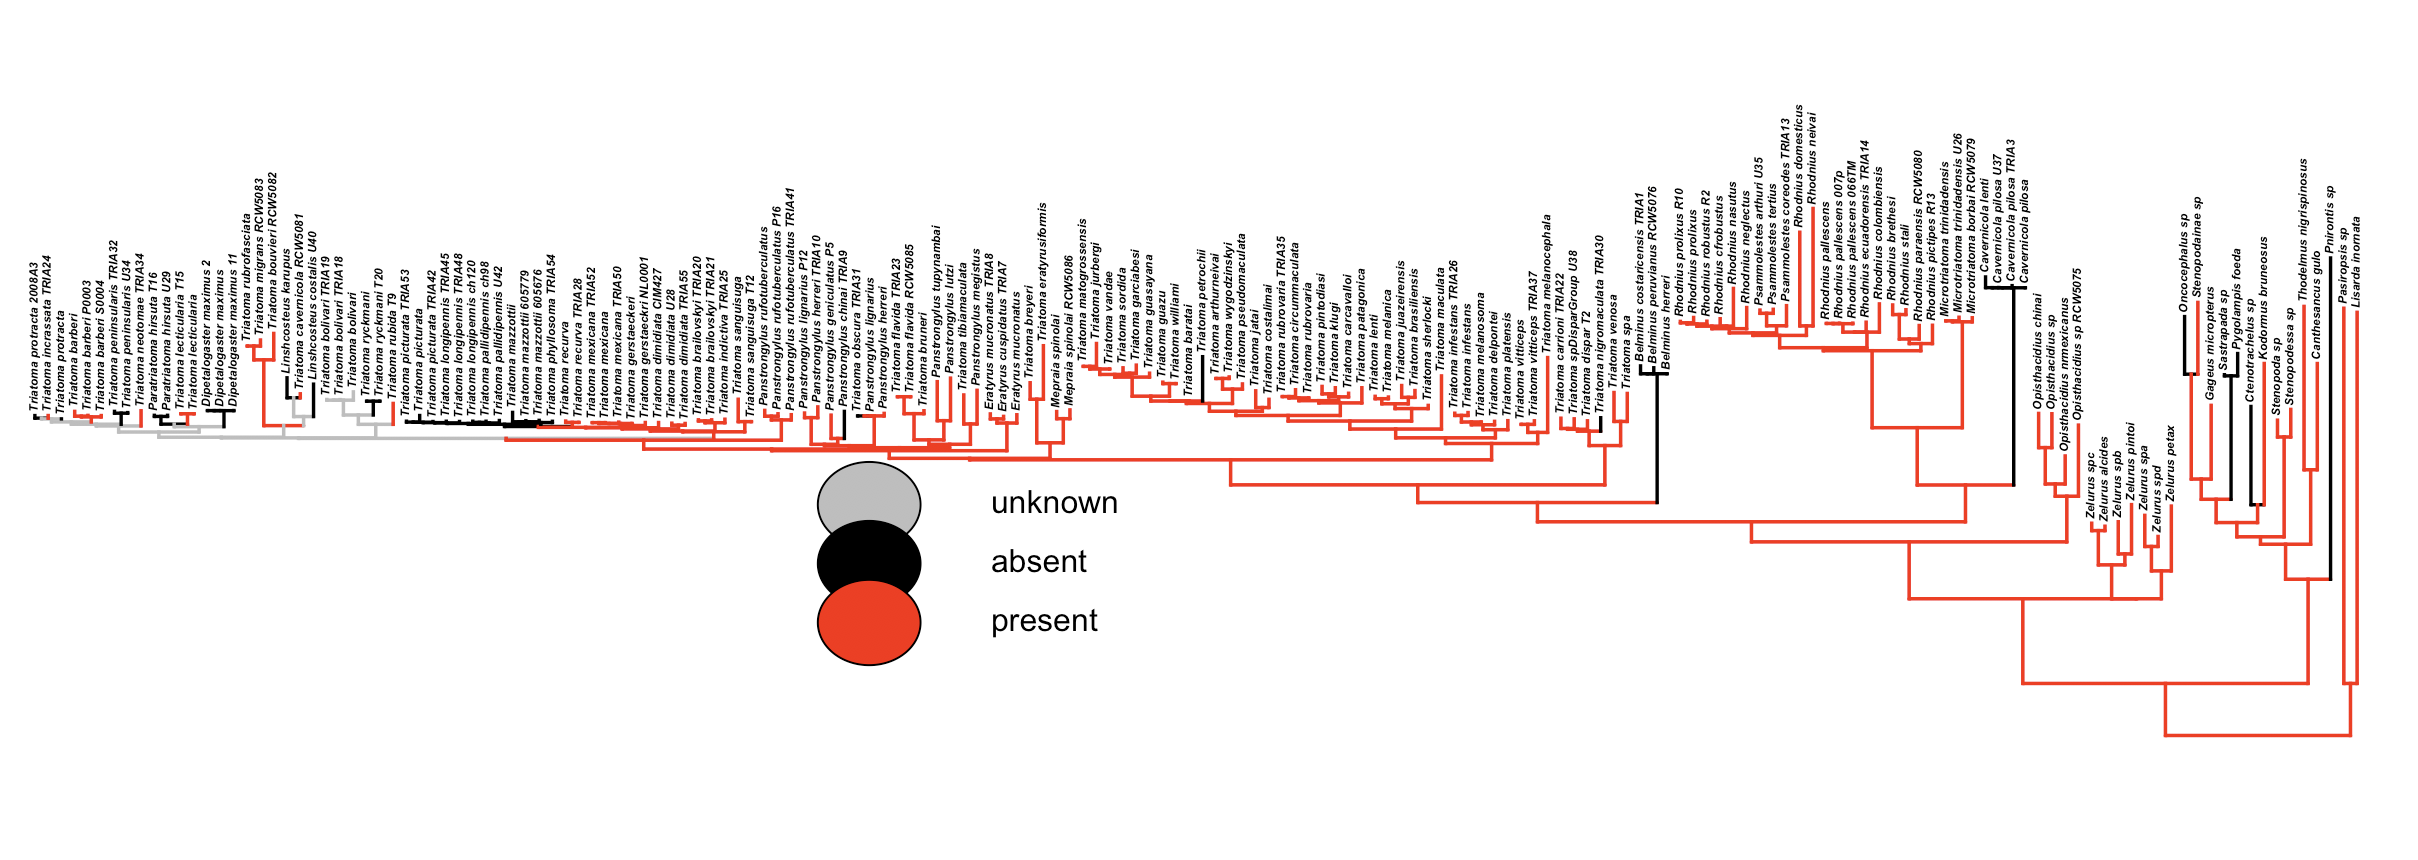 Triatoma protracta 2008A3
Triatoma incrassata TRIA24
Triatoma protracta
Triatoma barberi
Triatoma barberi P0003
Triatoma barberi S0004
Triatoma peninsularis TRIA32
Triatoma peninsularis U34
Triatoma neotomae TRIA34
Paratriatoma hirsuta T16
Paratriatoma hirsuta U29
Triatoma lecticularia T15
Triatoma lecticularia
Dipetalogaster maximus 2
Dipetalogaster maximus
Dipetalogaster maximus 11
Triatoma rubrofasciata
Triatoma migrans RCW5083
Triatoma bouvieri RCW5082
Linshcosteus karupus
Triatoma cavernicola RCW5081
Linshcosteus costalis U40
Triatoma bolivari TRIA19
Triatoma bolivari TRIA18
Triatoma bolivari
Triatoma ryckmani
Triatoma ryckmani T20
Triatoma rubida T9
Triatoma picturata TRIA53
Triatoma picturata
Triatoma picturata TRIA42
Triatoma longipennis TRIA45
Triatoma longipennis TRIA48
Triatoma longipennis ch120
Triatoma pallidipennis ch98
Triatoma pallidipennis U42
Triatoma mazzottii
Triatoma mazzottii 605779
Triatoma mazzottii 605676
Triatoma phyllosoma TRIA54
Triatoma recurva
Triatoma recurva TRIA28
Triatoma mexicana TRIA52
Triatoma mexicana
Triatoma mexicana TRIA50
Triatoma gerstaeckeri
Triatoma gerstaeckeri NL0001
Triatoma dimidiata CIM427
Triatoma dimidiata U28
Triatoma dimidiata TRIA55
Triatoma brailovskyi TRIA20
Triatoma brailovskyi TRIA21
Triatoma indictiva TRIA25
Triatoma sanguisuga
Triatoma sanguisuga T12
Panstrongylus rufotuberculatus
Panstrongylus rufotuberculatus P16
Panstrongylus rufotuberculatus TRIA41
Panstrongylus lignarius P12
Panstrongylus herreri TRIA10
Panstrongylus geniculatus P5
Panstrongylus chinai TRIA9
Triatoma obscura TRIA31
Panstrongylus lignarius
Panstrongylus herreri
Triatoma flavida TRIA23
Triatoma flavida RCW5085
Triatoma bruneri
Panstrongylus tupynambai
Panstrongylus lutzi
Triatoma tibiamaculata
Panstrongylus megistus
Eratyrus mucronatus TRIA8
Eratyrus cuspidatus TRIA7
Eratyrus mucronatus
Triatoma breyeri
Triatoma eratyrusiformis
Mepraia spinolai
Mepraia spinolai RCW5086
Triatoma matogrossensis
Triatoma jurbergi
Triatoma vandae
Triatoma sordida
Triatoma garciabesi
Triatoma guasayana
Triatoma guazu
Triatoma williami
Triatoma baratai
Triatoma petrochii
Triatoma arthurneivai
Triatoma wygodzinskyi
Triatoma pseudomaculata
Triatoma jatai
Triatoma costalimai
Triatoma rubrovaria TRIA35
Triatoma circummaculata
Triatoma rubrovaria
Triatoma pintodiasi
Triatoma klugi
Triatoma carcavalloi
Triatoma patagonica
Triatoma lenti
Triatoma melanica
Triatoma juazeirensis
Triatoma brasiliensis
Triatoma sherlocki
Triatoma maculata
Triatoma infestans TRIA26
Triatoma infestans
Triatoma melanosoma
Triatoma delpontei
Triatoma platensis
Triatoma vitticeps
Triatoma vitticeps TRIA37
Triatoma melanocephala
Triatoma carrioni TRIA22
Triatoma spDisparGroup U38
Triatoma dispar T2
Triatoma nigromaculata TRIA30
Triatoma venosa
Triatoma spa
Belminus costaricensis TRIA1
Belminus peruvianus RCW5076
Belminus herreri
Rhodnius prolixus R10
Rhodnius prolixus
Rhodnius robustus R2
Rhodnius cfrobustus
Rhodnius nasutus
Rhodnius neglectus
Psammolestes arthuri U35
Psammolestes tertius
Psammolestes coreodes TRIA13
Rhodnius domesticus
Rhodnius neivai
Rhodnius pallescens
Rhodnius pallescens 007p
Rhodnius pallescens 066TM
Rhodnius ecuadorensis TRIA14
Rhodnius colombiensis
Rhodnius brethesi
Rhodnius stali
Rhodnius paraensis RCW5080
Rhodnius pictipes R13
Microtriatoma trinidadensis
Microtriatoma trinidadensis U26
Microtriatoma borbai RCW5079
Cavernicola lenti
Cavernicola pilosa U37
Cavernicola pilosa TRIA3
Cavernicola pilosa
Opisthacidius chinai
Opisthacidius sp
Opisthacidius nmexicanus
Opisthacidius sp RCW5075
Zelurus spc
Zelurus alcides
Zelurus spb
Zelurus pintoi
Zelurus spa
Zelurus spd
Zelurus petax
Oncocephalus sp
Stenopodainae sp
Gageus micropterus
Sastrapada sp
Pygolampis foeda
Ctenotrachelus sp
Kodormus bruneosus
Stenopoda sp
Stenopodessa sp
Thodelmus nigrispinosus
Canthesancus gulo
Pnirontis sp
Pasiropsis sp
Lisarda inornata
unknown
absent
present